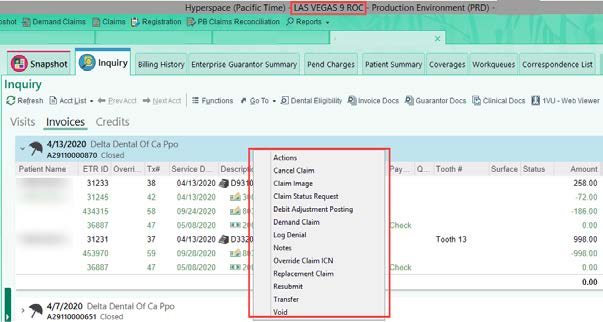 Hyperspace (Pacific Time) - LAS VEGAS 9 ROC - Production Environment (PRD) -
pshot Demand Claims Claims Registration PB Claims Reconciliation Reports
Snapshot Inquiry Billing History Enterprise Guarantor Summary Pend Charges Patient Summary Coverages Workqueues Correspondence List
Inquiry
Refresh Acct List Prev Acct Next Acct Functions Go To Dental Eligibility Invoice Docs Guarantor Docs Clinical Docs 1VU - Web Viewer
Visits Invoices Credits
4/13/2020 Delta Dental Of Ca Ppo
A29110000870 Closed
Patient Name ETR ID Overri... Tx# Service D... Descripti Pay... Q... Tooth # Surface Status Amount
31233 38 04/13/2020 D9310 258.00
31245 42 04/13/2020 -72.00
434315 58 09/24/2020 80 -186.00
36887 47 05/08/2020 Check 0.00
31231 37 04/13/2020 D3320 Tooth 13 998.00
453970 59 09/28/2020 80 -998.00
36887 47 05/08/2020 Check 0.00
0.00
Actions
Cancel Claim
Claim Image
Claim Status Request
Debit Adjustment Posting
Demand Claim
Log Denial
Notes
Override Claim ICN
Replacement Claim
Resubmit
Transfer
Void
4/7/2020 Delta Dental Of Ca Ppo
A29110000651 Closed